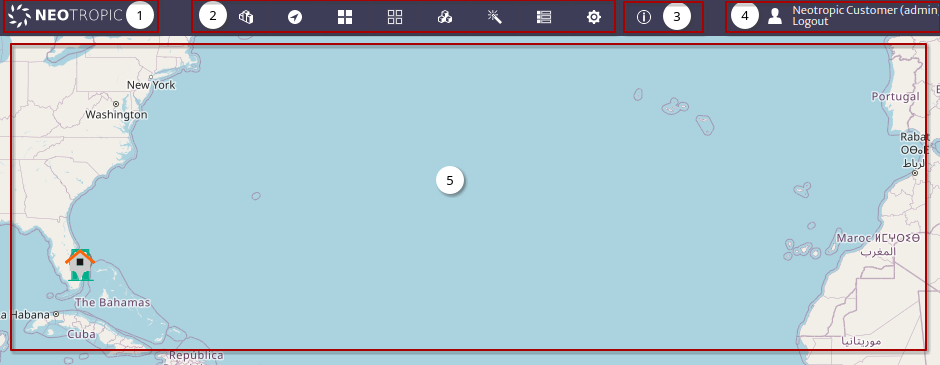 NEOTROPIC
1
2
3
4
Neotropic Customer (admin
Logout
New York
Washington
Portugal
Rabat
ⵔⴱⴰⵟ
الرباط
5
Maroc ⵍⵎⵖⵔⵉⴱ
المغرب
The Bahamas
a Habana
Cuba
República
موريتانيا